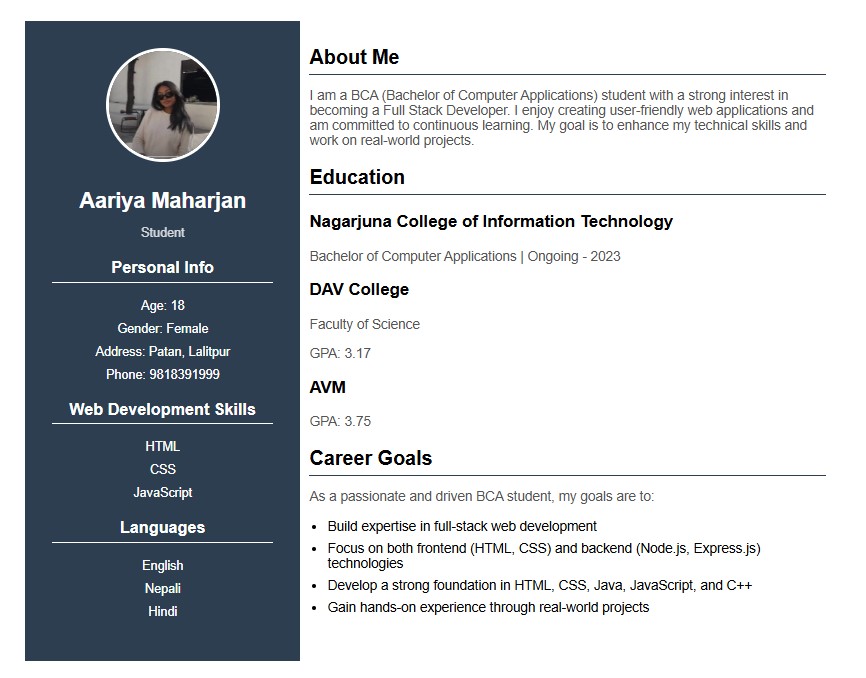 Aariya Maharjan
Student
Personal Info
Age: 18
Gender: Female
Address: Patan, Lalitpur
Phone: 9818391999
Web Development Skills
HTML
CSS
JavaScript
Languages
English
Nepali
Hindi
About Me
I am a BCA (Bachelor of Computer Applications) student with a strong interest in
becoming a Full Stack Developer. I enjoy creating user-friendly web applications and
am committed to continuous learning. My goal is to enhance my technical skills and
work on real-world projects.
Education
Nagarjuna College of Information Technology
Bachelor of Computer Applications | Ongoing - 2023
DAV College
Faculty of Science
GPA: 3.17
AVM
GPA: 3.75
Career Goals
As a passionate and driven BCA student, my goals are to:
• Build expertise in full-stack web development
• Focus on both frontend (HTML, CSS) and backend (Node.js, Express.js)
technologies
• Develop a strong foundation in HTML, CSS, Java, JavaScript, and C++
• Gain hands-on experience through real-world projects